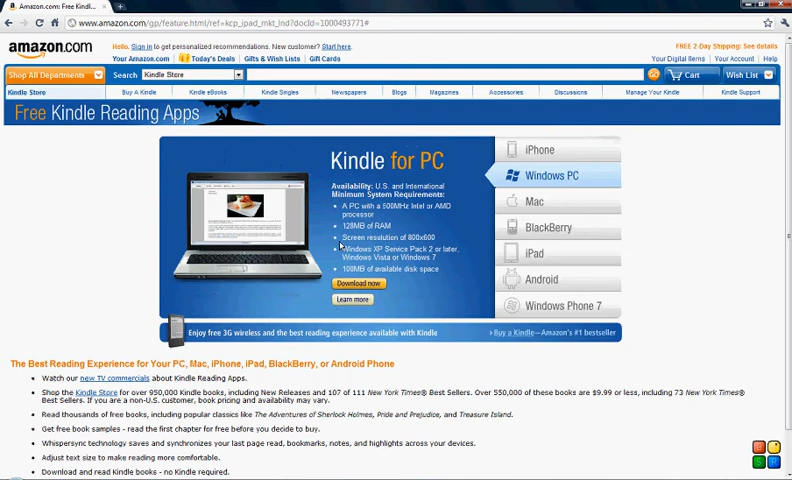 Amazon.com: Free Kindl...
www.amazon.com/gp/feature.html/ref=kcp_ipad_mkt_lnd?docId=1000493771#
amazon.com
Hello. Sign in to get personalized recommendations. New customer? Start here.
FREE 2-Day Shipping: See details
Your Amazon.com
Today's Deals
Gifts & Wish Lists
Gift Cards
Your Digital Items
Your Account
Help
Shop All Departments
Search
Kindle Store
GO
Cart
Wish List
Kindle Store
Buy A Kindle
Kindle eBooks
Kindle Singles
Newspapers
Blogs
Magazines
Accessories
Discussions
Manage Your Kindle
Kindle Support
Free Kindle Reading Apps
Kindle for PC
Availability: U.S. and International
Minimum System Requirements:
• A PC with a 500MHz Intel or AMD
processor
• 128MB of RAM
• Screen resolution of 800x600
• Windows XP Service Pack 2 or later,
Windows Vista or Windows 7
• 100MB of available disk space
Download now
Learn more
iPhone
Windows PC
Mac
BlackBerry
iPad
Android
Windows Phone 7
Enjoy free 3G wireless and the best reading experience available with Kindle
Buy a Kindle—Amazon's #1 bestseller
The Best Reading Experience for Your PC, Mac, iPhone, iPad, BlackBerry, or Android Phone
• Watch our new TV commercials about Kindle Reading Apps.
• Shop the Kindle Store for over 950,000 Kindle books, including New Releases and 107 of 111 New York Times® Best Sellers. Over 550,000 of these books are $9.99 or less, including 73 New York Times®
Best Sellers. If you are a non-U.S. customer, book pricing and availability may vary.
• Read thousands of free books, including popular classics like The Adventures of Sherlock Holmes, Pride and Prejudice, and Treasure Island.
• Get free book samples - read the first chapter for free before you decide to buy.
• Whispersync technology saves and synchronizes your last page read, bookmarks, notes, and highlights across your devices.
• Adjust text size to make reading more comfortable.
• Download and read Kindle books - no Kindle required.